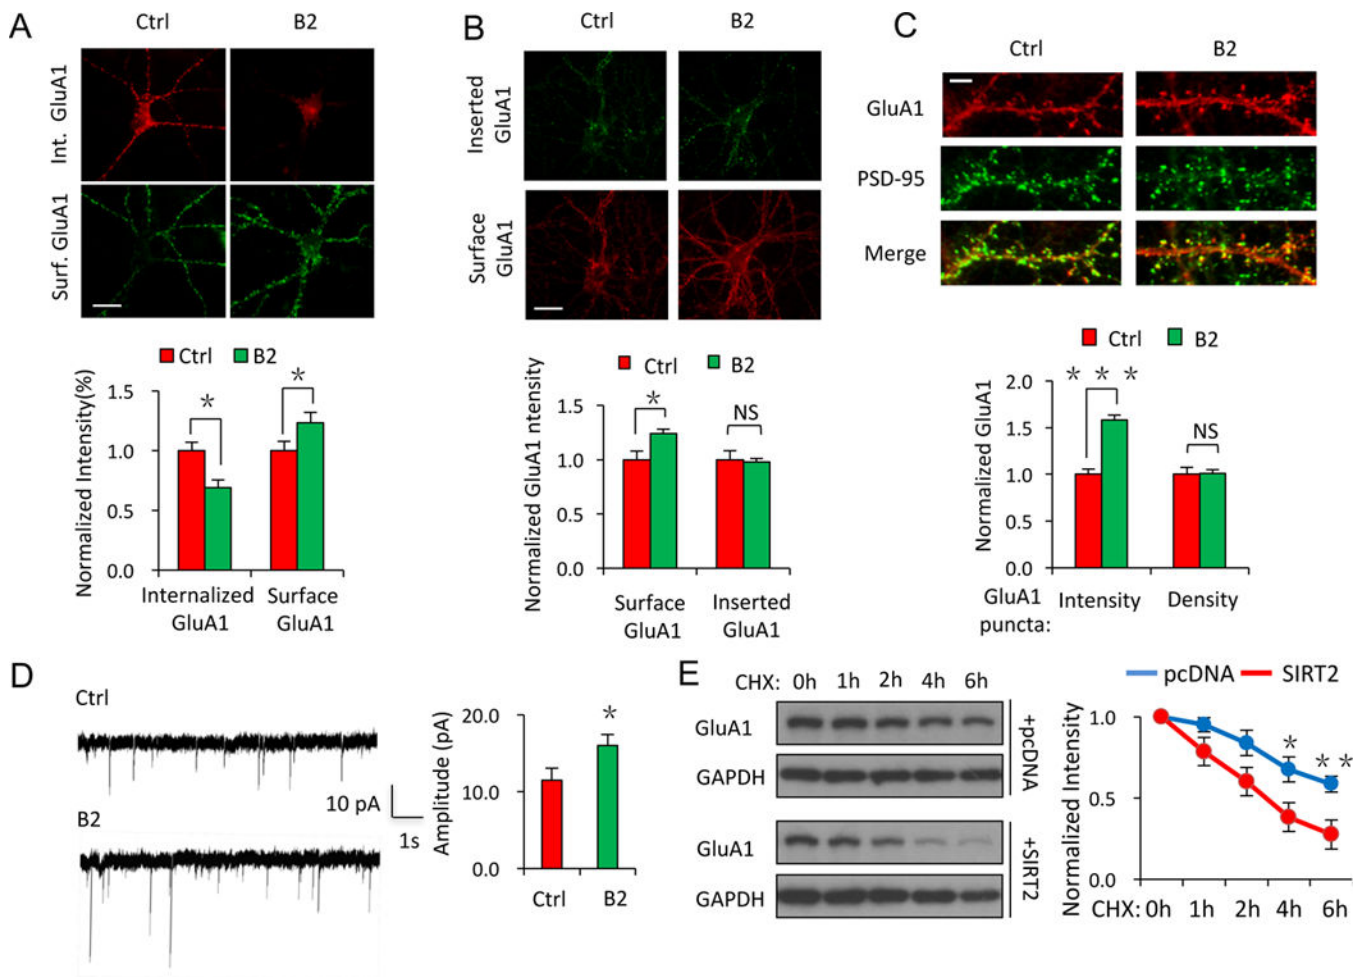 A
Ctrl
B2
Int. GluA1
Surf. GluA1
Ctrl
B2
Normalized Intensity(%)
1.5
1.0
0.5
0.0
*
*
Internalized
GluA1
Surface
GluA1
B
Ctrl
B2
Inserted
GluA1
Surface
GluA1
Ctrl
B2
Normalized GluA1 ntensity
1.5
1.0
0.5
0.0
*
NS
Surface
GluA1
Inserted
GluA1
C
Ctrl
B2
GluA1
PSD-95
Merge
Ctrl
B2
Normalized GluA1
2.0
1.5
1.0
0.5
0.0
* * *
NS
GluA1
puncta:
Intensity
Density
D
Ctrl
B2
10 pA
1s
Amplitude (pA)
20.0
10.0
0.0
*
Ctrl
B2
E
CHX: 0h 1h 2h 4h 6h
GluA1
GAPDH
+pcDNA
GluA1
GAPDH
+SIRT2
pcDNA
SIRT2
Normalized Intensity
1.0
0.5
0.0
*
* *
CHX: 0h 1h 2h 4h 6h